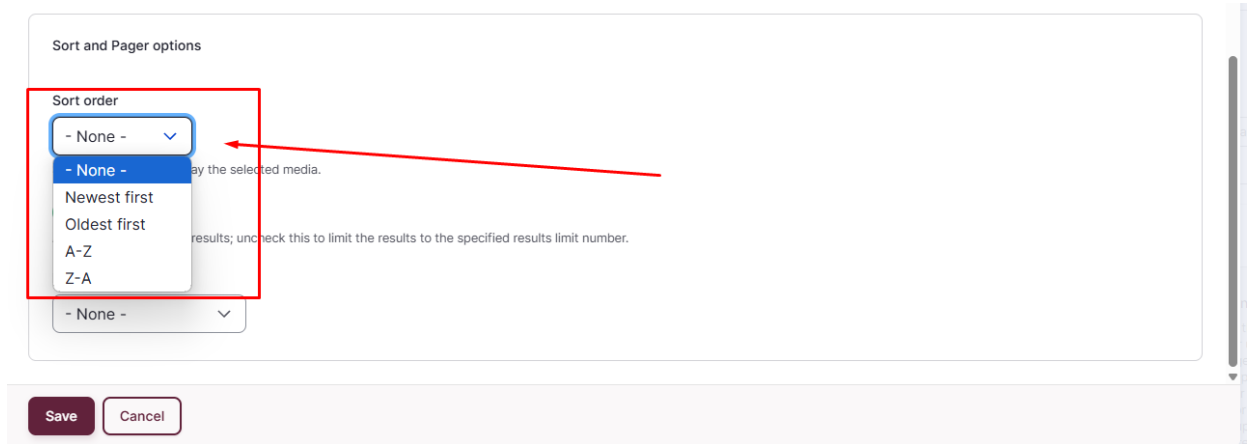 Sort and Pager options
Sort order
- None -
- None -
ay the selected media.
Newest first
Oldest first
results; uncheck this to limit the results to the specified results limit number.
A-Z
Z-A
- None -
Save
Cancel